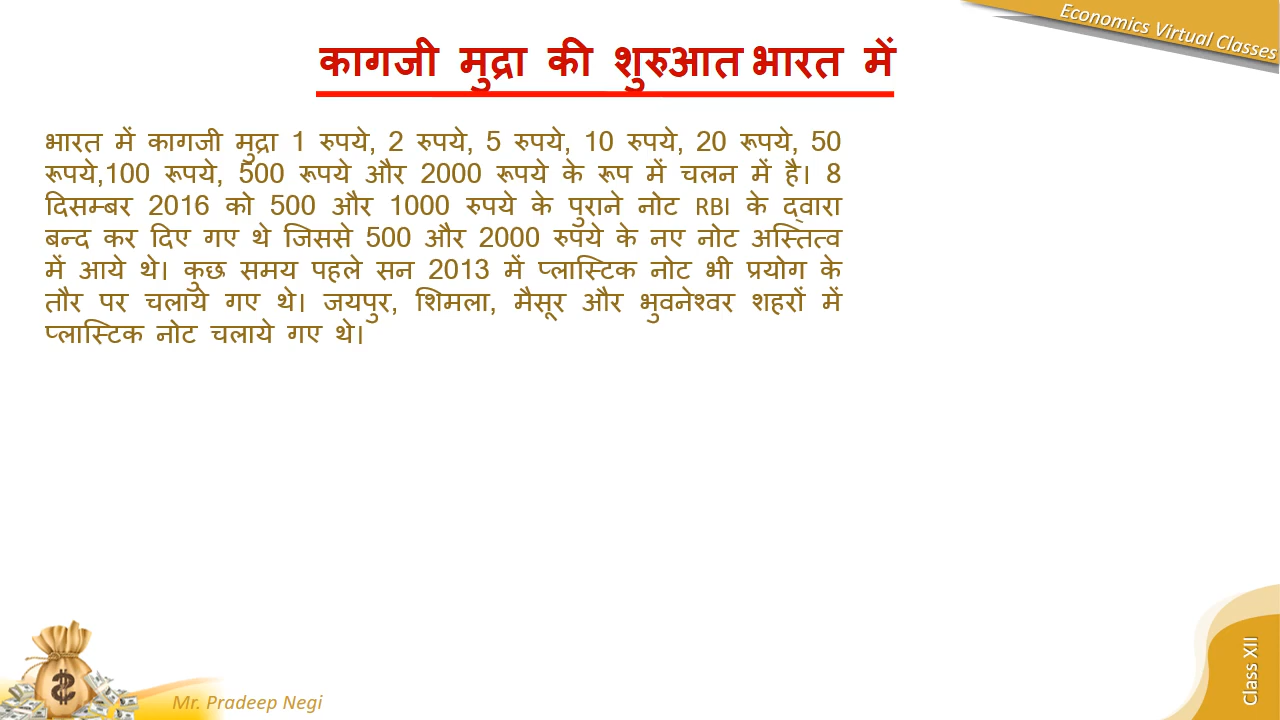 Economics Virtual Classes
कागजी मुद्रा की शुरुआत भारत में
भारत में कागजी मुद्रा 1 रुपये, 2 रुपये, 5 रुपये, 10 रुपये, 20 रूपये, 50
रूपये,100 रूपये, 500 रूपये और 2000 रूपये के रूप में चलन में है। 8
दिसम्बर 2016 को 500 और 1000 रुपये के पुराने नोट RBI के द्वारा
बन्द कर दिए गए थे जिससे 500 और 2000 रुपये के नए नोट अस्तित्व
में आये थे। कुछ समय पहले सन 2013 में प्लास्टिक नोट भी प्रयोग के
तौर पर चलाये गए थे। जयपुर, शिमला, मैसूर और भुवनेश्वर शहरों में
प्लास्टिक नोट चलाये गए थे।
Class XII
Mr. Pradeep Negi